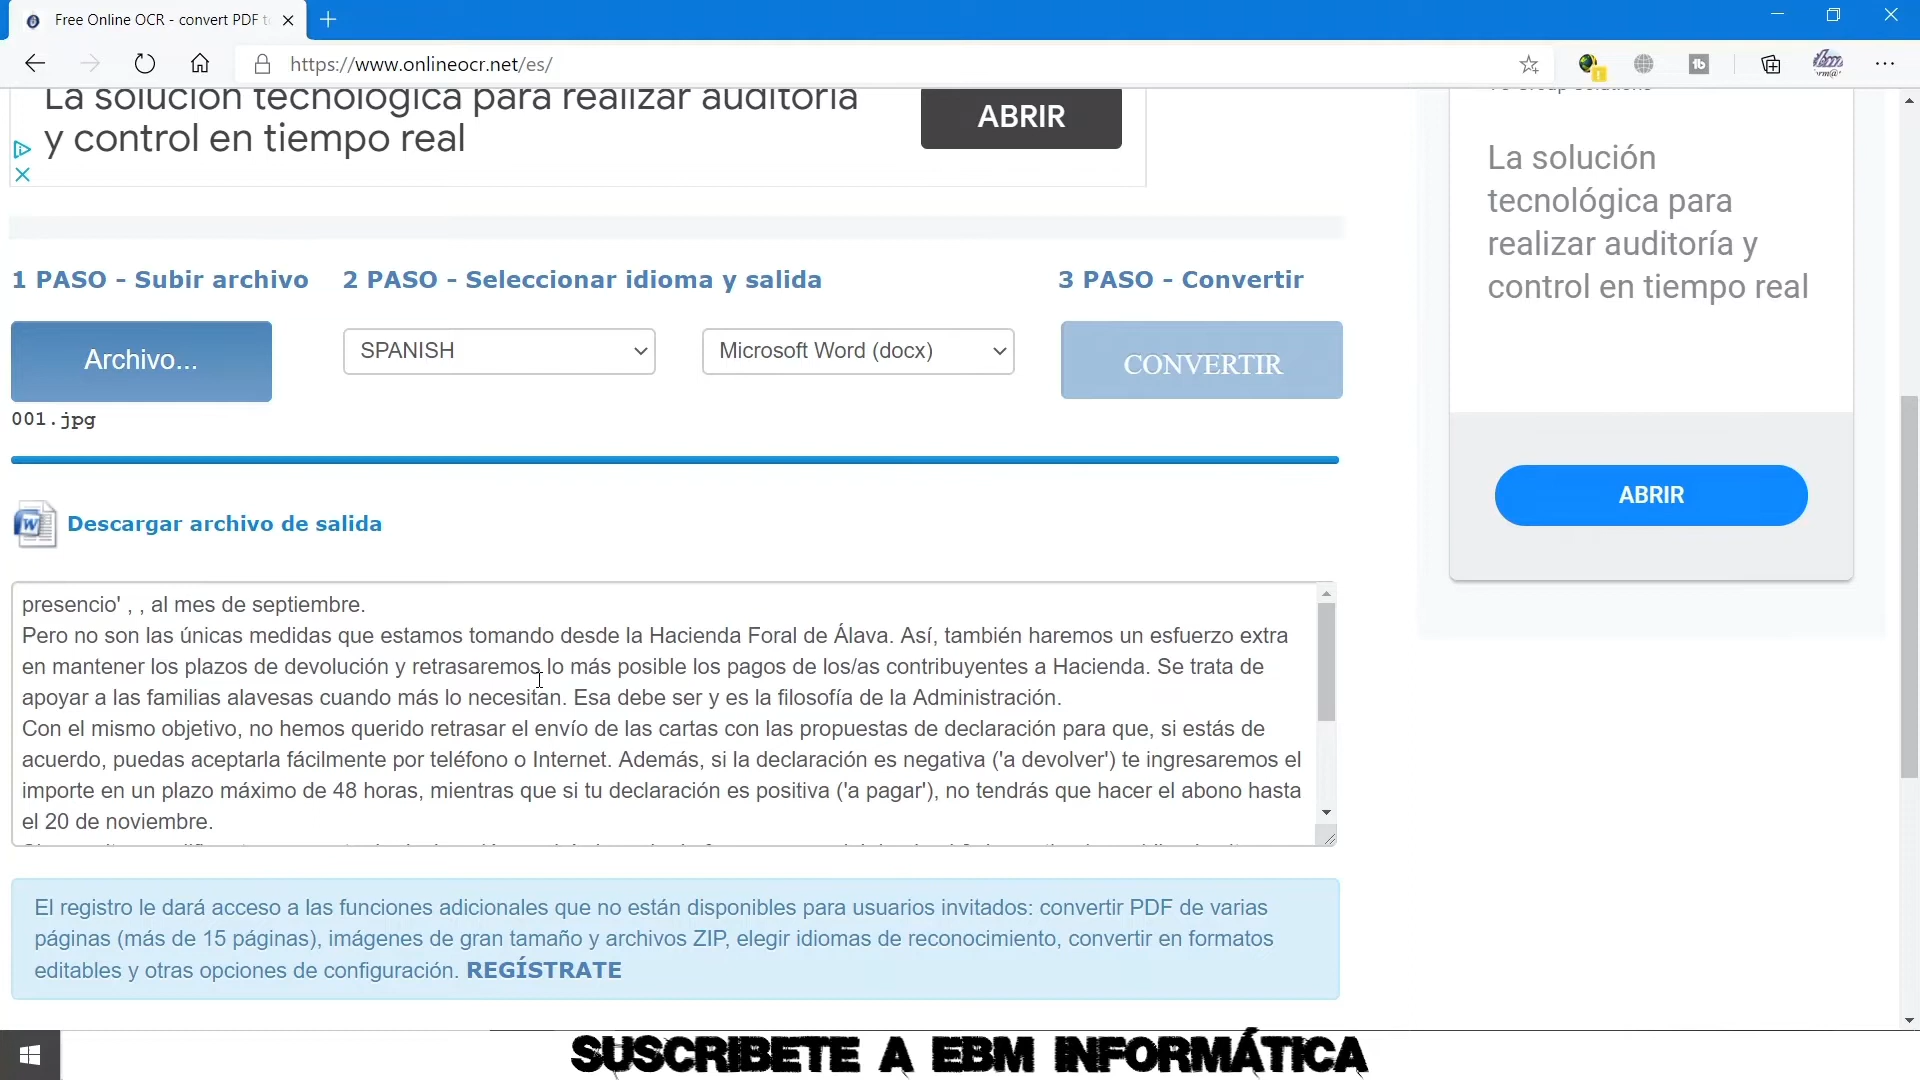 Free Online OCR - convert PDF t
https://www.onlineocr.net/es/
La solución tecnológica para realizar auditoría
y control en tiempo real
ABRIR
La solución
tecnológica para
realizar auditoría y
control en tiempo real
ABRIR
1 PASO - Subir archivo
2 PASO - Seleccionar idioma y salida
3 PASO - Convertir
Archivo...
SPANISH
Microsoft Word (docx)
CONVERTIR
001.jpg
Descargar archivo de salida
presencio' , , al mes de septiembre.
Pero no son las únicas medidas que estamos tomando desde la Hacienda Foral de Álava. Así, también haremos un esfuerzo extra
en mantener los plazos de devolución y retrasaremos lo más posible los pagos de los/as contribuyentes a Hacienda. Se trata de
apoyar a las familias alavesas cuando más lo necesitan. Esa debe ser y es la filosofía de la Administración.
Con el mismo objetivo, no hemos querido retrasar el envío de las cartas con las propuestas de declaración para que, si estás de
acuerdo, puedas aceptarla fácilmente por teléfono o Internet. Además, si la declaración es negativa ('a devolver') te ingresaremos el
importe en un plazo máximo de 48 horas, mientras que si tu declaración es positiva ('a pagar'), no tendrás que hacer el abono hasta
el 20 de noviembre.
El registro le dará acceso a las funciones adicionales que no están disponibles para usuarios invitados: convertir PDF de varias
páginas (más de 15 páginas), imágenes de gran tamaño y archivos ZIP, elegir idiomas de reconocimiento, convertir en formatos
editables y otras opciones de configuración. REGÍSTRATE
SUSCRIBETE A EBM INFORMÁTICA